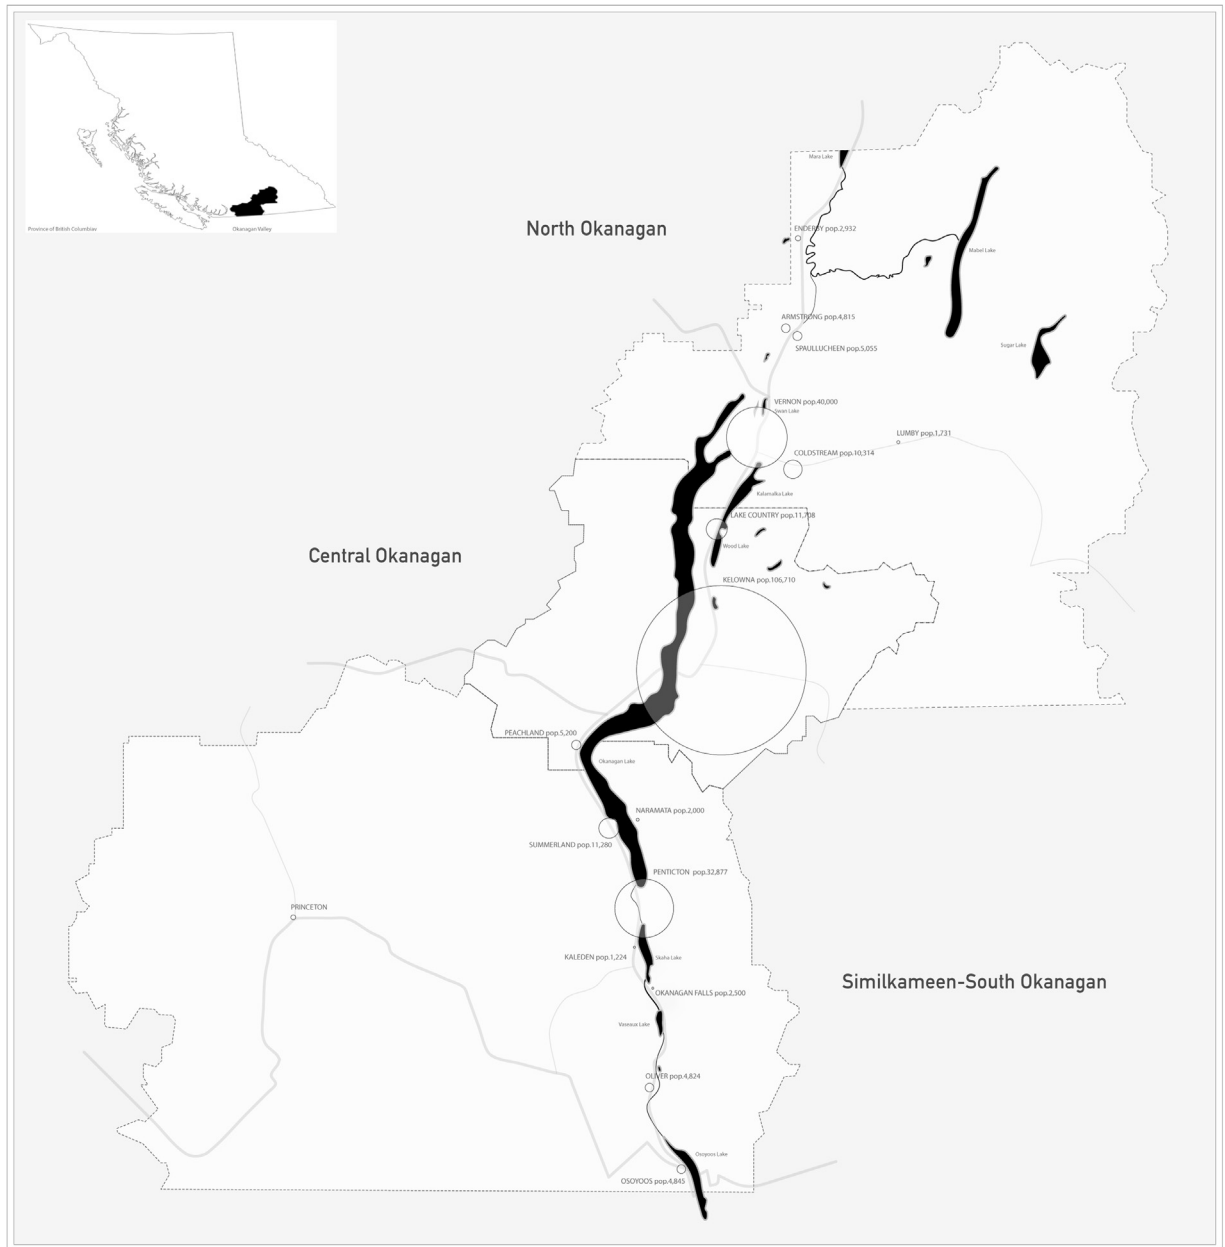 Province of British Columbiav
Okanagan Valley
Mara Lake
North Okanagan
ENDERBY pop.2,932
Mabel Lake
ARMSTRONG pop.4,815
SPAULLUCHEEN pop.5,055
Sugar Lake
VERNON pop.40,000
Swan Lake
LUMBY pop.1,731
COLDSTREAM pop.10,314
Kalamalka Lake
LAKE COUNTRY pop.11,708
Wood Lake
Central Okanagan
KELOWNA pop.106,710
PEACHLAND pop.5,200
Okanagan Lake
NARAMATA pop.2,000
SUMMERLAND pop.11,280
PENTICTON pop.32,877
PRINCETON
KALEDEN pop.1,224
Skaha Lake
Similkameen-South Okanagan
OKANAGAN FALLS pop.2,500
Vaseaux Lake
OLIVER pop.4,824
Osoyoos Lake
OSOYOOS pop.4,845